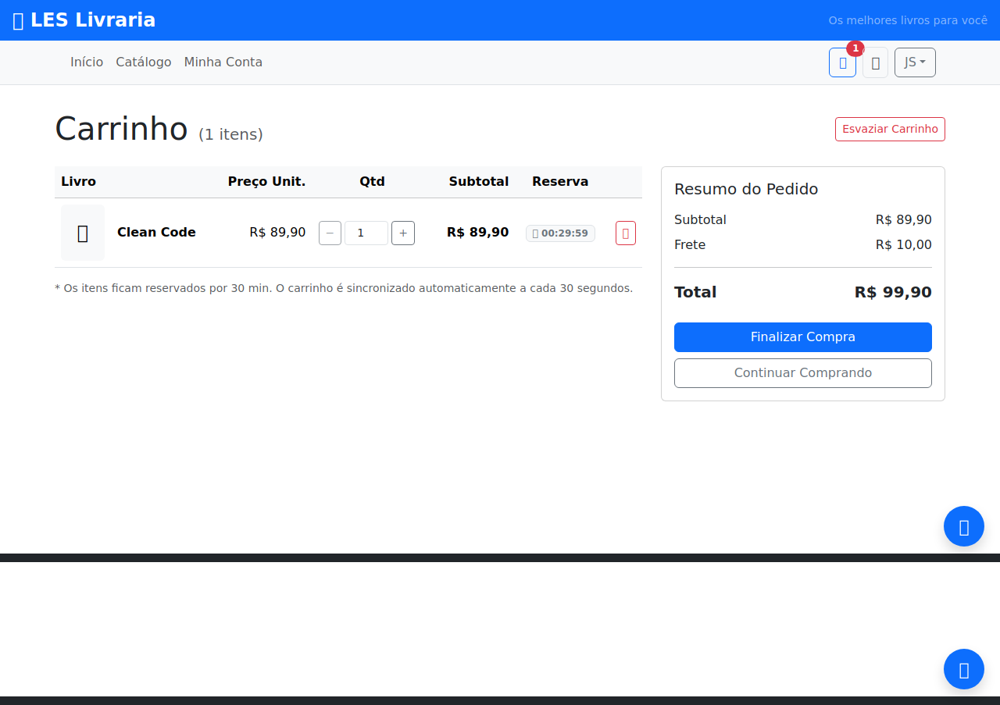 LES Livraria
Os melhores livros para você
Início Catálogo Minha Conta
1
JS
Carrinho (1 itens)
Esvaziar Carrinho
Livro Preço Unit. Qtd Subtotal Reserva
Clean Code R$ 89,90 − 1 + R$ 89,90 00:29:59
* Os itens ficam reservados por 30 min. O carrinho é sincronizado automaticamente a cada 30 segundos.
Resumo do Pedido
Subtotal R$ 89,90
Frete R$ 10,00
Total R$ 99,90
Finalizar Compra
Continuar Comprando